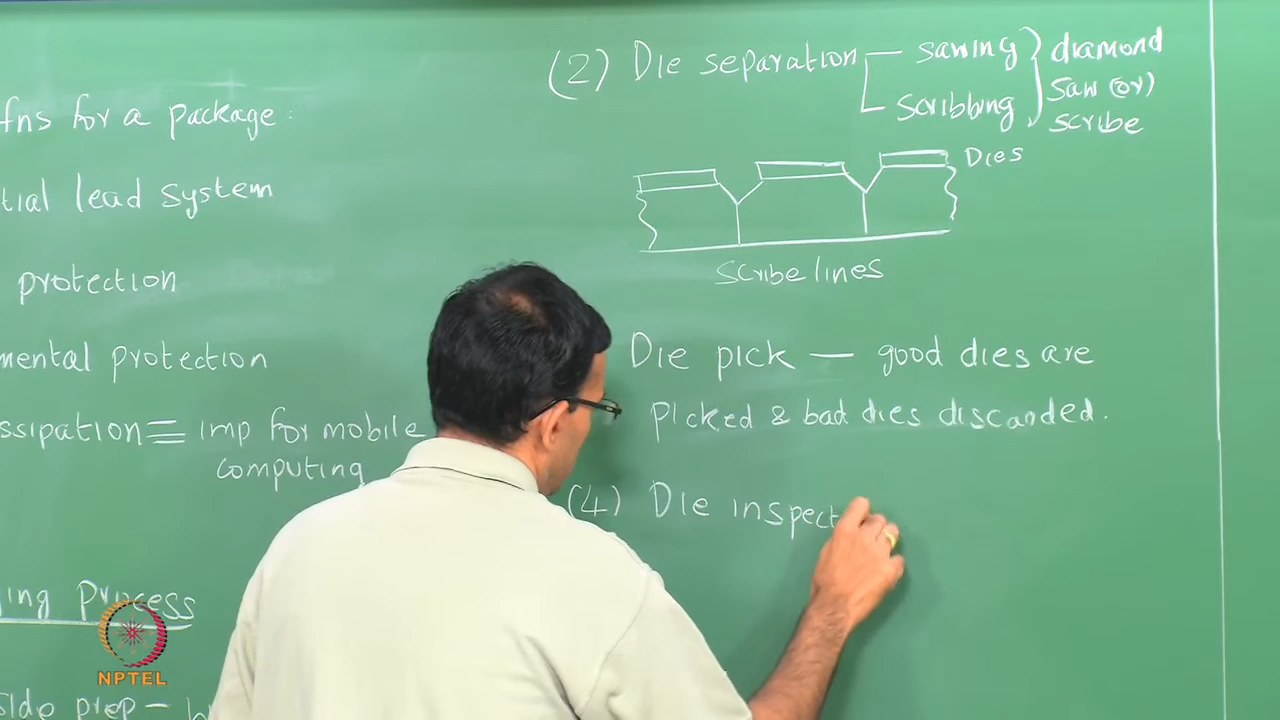 fns for a package:
tial lead system
protection
mental protection
ssipation ≡ imp for mobile
computing
ing Process
side prep –
NPTEL
(2) Die separation — sawing } diamond
scribbing saw (or)
scribe
Dies
Scribe lines
Die pick — good dies are
picked & bad dies discarded.
(4) Die inspect